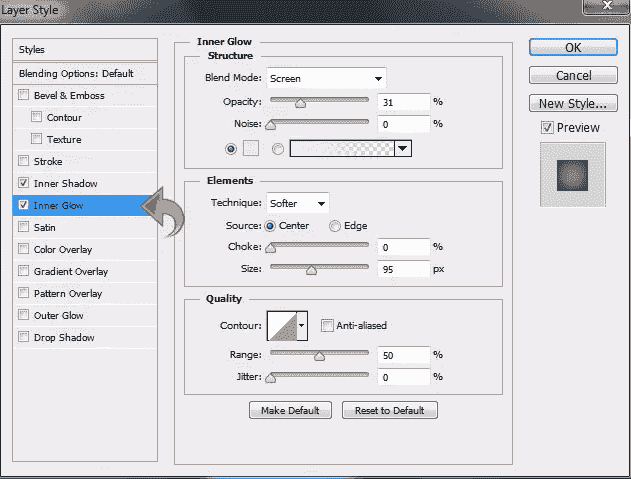 Layer Style
Styles
Blending Options: Default
Bevel & Emboss
Contour
Texture
Stroke
Inner Shadow
Inner Glow
Satin
Color Overlay
Gradient Overlay
Pattern Overlay
Outer Glow
Drop Shadow
Inner Glow
Structure
Blend Mode: Screen
Opacity: 31 %
Noise: 0 %
Elements
Technique: Softer
Source: Center Edge
Choke: 0 %
Size: 95 px
Quality
Contour: Anti-aliased
Range: 50 %
Jitter: 0 %
Make Default Reset to Default
OK
Cancel
New Style...
Preview